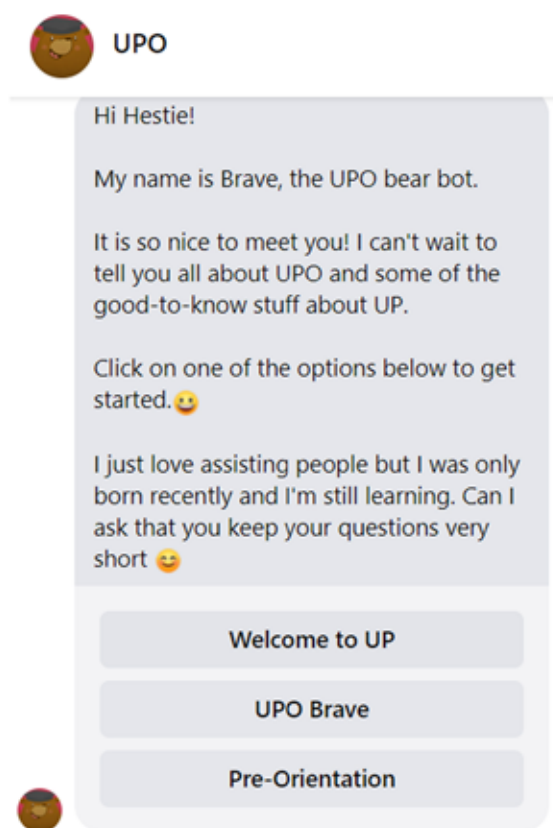 UPO
Hi Hestie!
My name is Brave, the UPO bear bot.
It is so nice to meet you! I can't wait to
tell you all about UPO and some of the
good-to-know stuff about UP.
Click on one of the options below to get
started.😀
I just love assisting people but I was only
born recently and I'm still learning. Can I
ask that you keep your questions very
short 😊
Welcome to UP
UPO Brave
Pre-Orientation